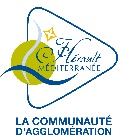 Hérault
MÉDITERRANÉE
LA COMMUNAUTÉ
D'AGGLOMÉRATION